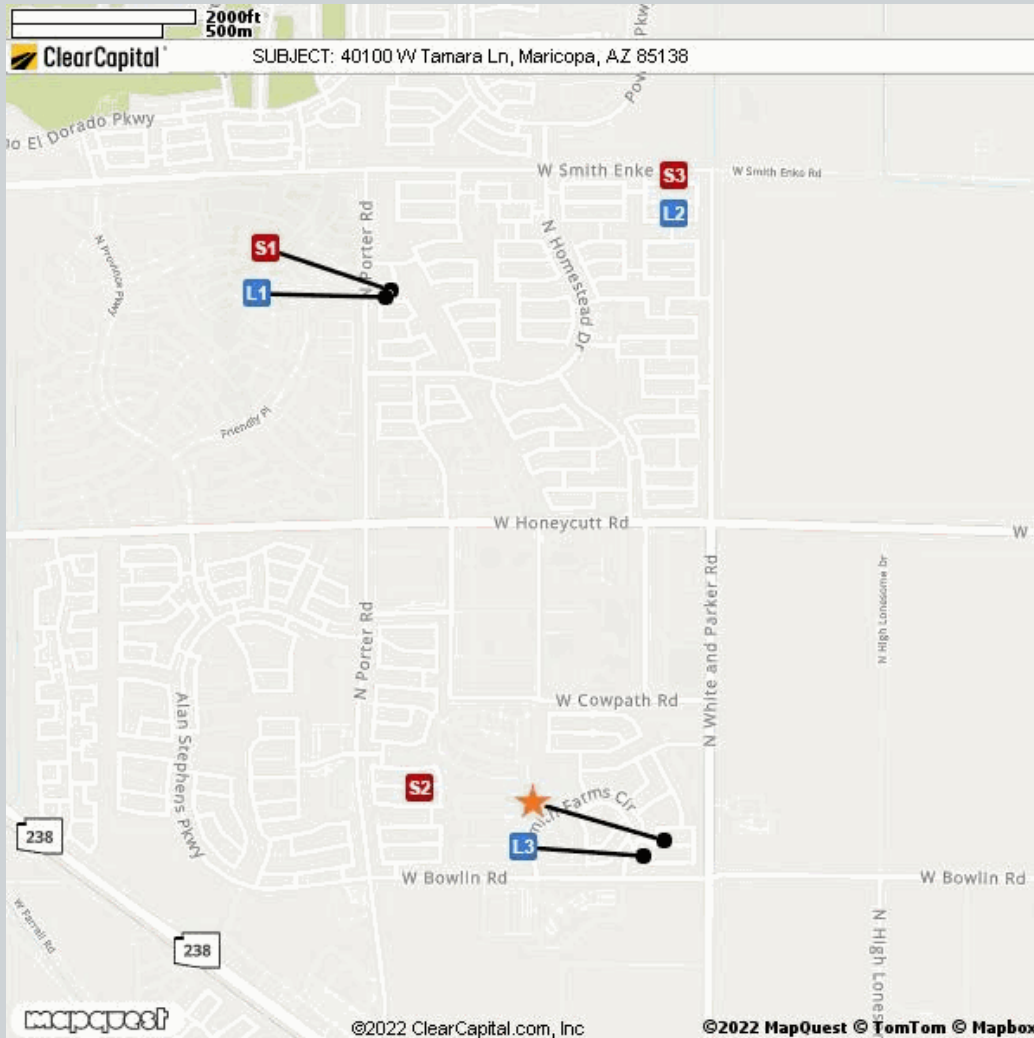 2000ft
500m
ClearCapital
SUBJECT: 40100 W Tamara Ln, Maricopa, AZ 85138
El Dorado Pkwy
W Smith Enke
S3
W Smith Enke Rd
L2
N Porter Rd
S1
L1
N Province Pkwy
N Homestead Dr
Friendly Pl
W Honeycutt Rd
W
N White and Parker Rd
N High Lonesome Dr
N Porter Rd
W Cowpath Rd
Alan Stephens Pkwy
S2
Farms Cir
L3
238
W Bowlin Rd
W Bowlin Rd
W Farrell Rd
238
N High Lones
mapquest
©2022 ClearCapital.com, Inc
©2022 MapQuest © TomTom © Mapbox